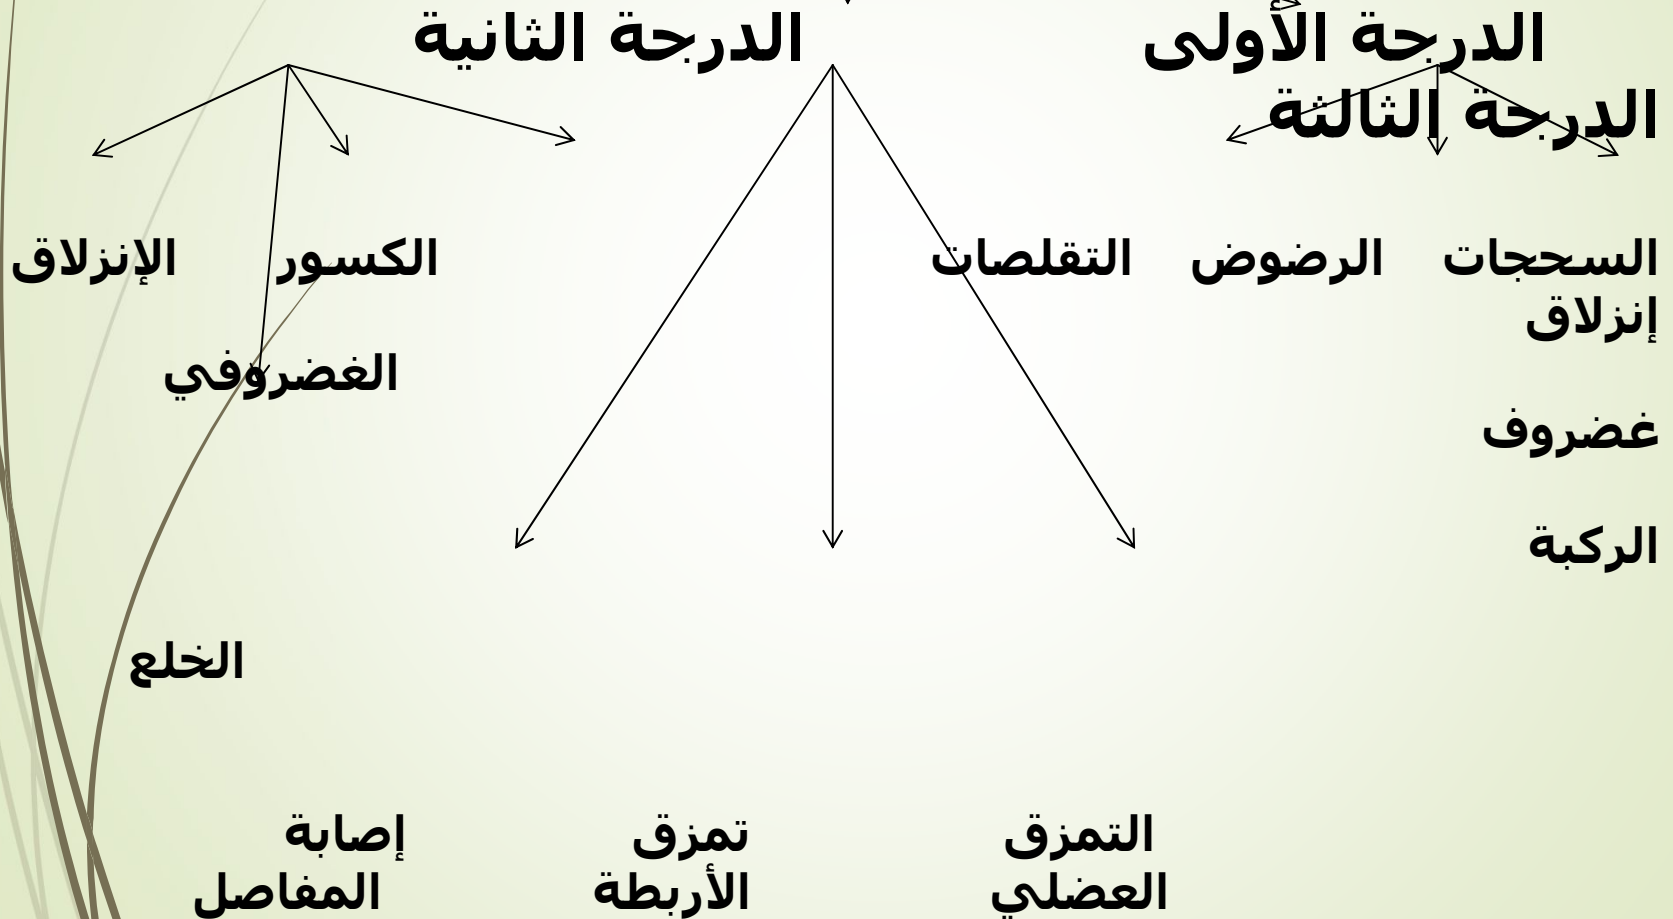 الدرجة الأولى الدرجة الثانية
الدرجة الثالثة
السحجات الرضوض التقلصات الكسور الإنزلاق
إنزلاق
الغضروفي
غضروف
الركبة
الخلع
التمزق تمزق إصابة
العضلي الأربطة المفاصل